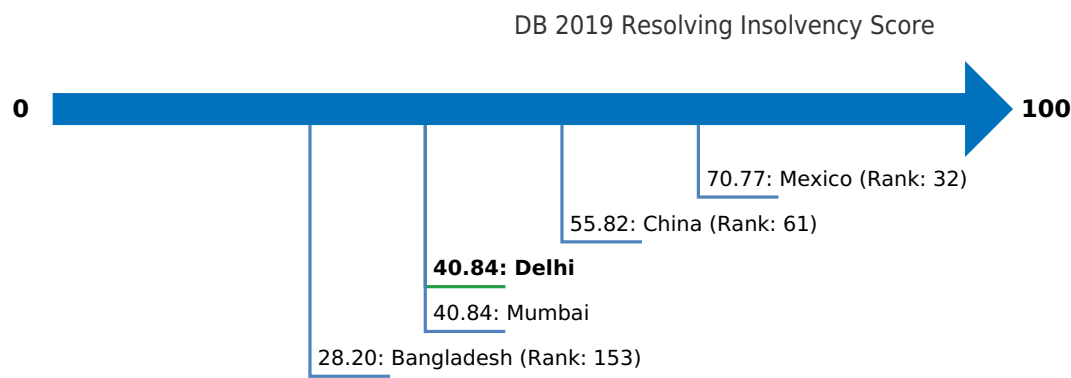 DB 2019 Resolving Insolvency Score
0
100
70.77: Mexico (Rank: 32)
55.82: China (Rank: 61)
40.84: Delhi
40.84: Mumbai
28.20: Bangladesh (Rank: 153)